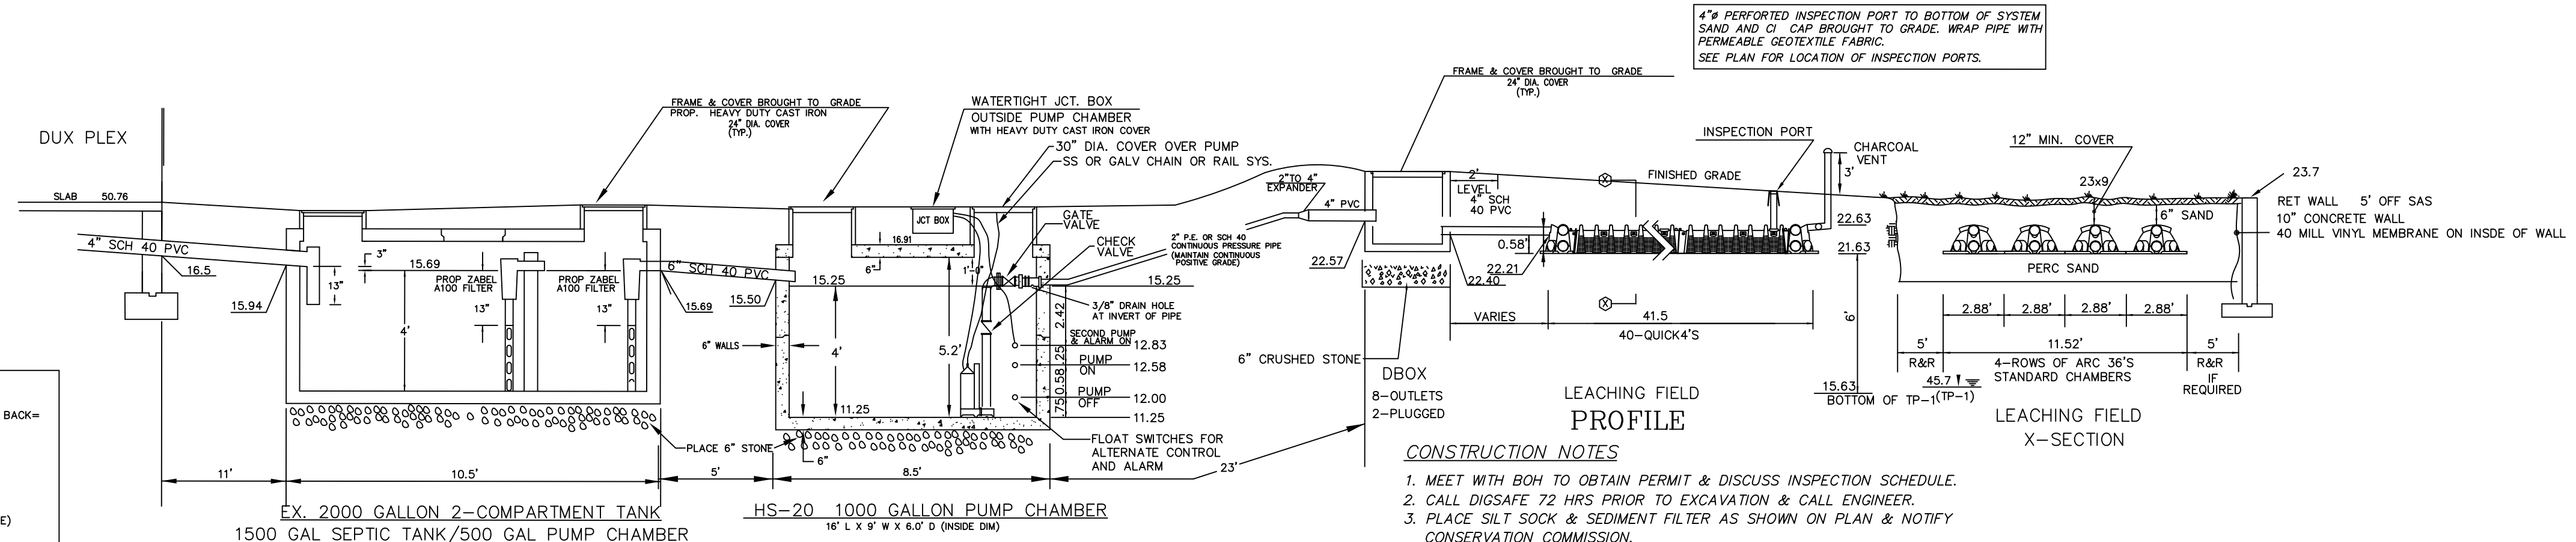 4"ø PERFORTED INSPECTION PORT TO BOTTOM OF SYSTEM
SAND AND CI CAP BROUGHT TO GRADE. WRAP PIPE WITH
PERMEABLE GEOTEXTILE FABRIC.
SEE PLAN FOR LOCATION OF INSPECTION PORTS.
DUX PLEX
SLAB 50.76
4" SCH 40 PVC
16.5
15.94
FRAME & COVER BROUGHT TO GRADE
PROP. HEAVY DUTY CAST IRON
24" DIA. COVER
(TYP.)
3"
13"
15.69
PROP ZABEL
A100 FILTER
13"
PROP ZABEL
A100 FILTER
13"
4'
6" SCH 40 PVC
15.69
15.50
WATERTIGHT JCT. BOX
OUTSIDE PUMP CHAMBER
WITH HEAVY DUTY CAST IRON COVER
30" DIA. COVER OVER PUMP
SS OR GALV CHAIN OR RAIL SYS.
JCT BOX
GATE
VALVE
CHECK
VALVE
16.91
6"
1'-0"
15.25
15.25
2" P.E. OR SCH 40
CONTINUOUS PRESSURE PIPE
(MAINTAIN CONTINUOUS
POSITIVE GRADE)
3/8" DRAIN HOLE
AT INVERT OF PIPE
6" WALLS
4'
5.2'
2.42
.25
0.58
.75
SECOND PUMP
& ALARM ON
12.83
PUMP
ON
12.58
PUMP
OFF
12.00
11.25
11.25
PLACE 6" STONE
6"
FLOAT SWITCHES FOR
ALTERNATE CONTROL
AND ALARM
11'
10.5'
5'
8.5'
23'
EX. 2000 GALLON 2-COMPARTMENT TANK
1500 GAL SEPTIC TANK/500 GAL PUMP CHAMBER
HS-20 1000 GALLON PUMP CHAMBER
16' L X 9' W X 6.0' D (INSIDE DIM)
BACK=
E)
FRAME & COVER BROUGHT TO GRADE
24" DIA. COVER
(TYP.)
2"TO 4"
EXPANDER
4" PVC
2'
LEVEL
4" SCH
40 PVC
22.57
22.40
22.21
0.58'
6" CRUSHED STONE
DBOX
8-OUTLETS
2-PLUGGED
X
FINISHED GRADE
X
INSPECTION PORT
CHARCOAL
VENT
3'
22.63
21.63
VARIES
41.5
40-QUICK4'S
6'
15.63
BOTTOM OF TP-1
LEACHING FIELD
PROFILE
12" MIN. COVER
23x9
6" SAND
PERC SAND
23.7
RET WALL 5' OFF SAS
10" CONCRETE WALL
40 MILL VINYL MEMBRANE ON INSDE OF WALL
2.88'
2.88'
2.88'
2.88'
5'
11.52'
5'
R&R
4-ROWS OF ARC 36'S
STANDARD CHAMBERS
R&R
IF
REQUIRED
45.7
(TP-1)
LEACHING FIELD
X-SECTION
CONSTRUCTION NOTES
1. MEET WITH BOH TO OBTAIN PERMIT & DISCUSS INSPECTION SCHEDULE.
2. CALL DIGSAFE 72 HRS PRIOR TO EXCAVATION & CALL ENGINEER.
3. PLACE SILT SOCK & SEDIMENT FILTER AS SHOWN ON PLAN & NOTIFY
CONSERVATION COMMISSION.